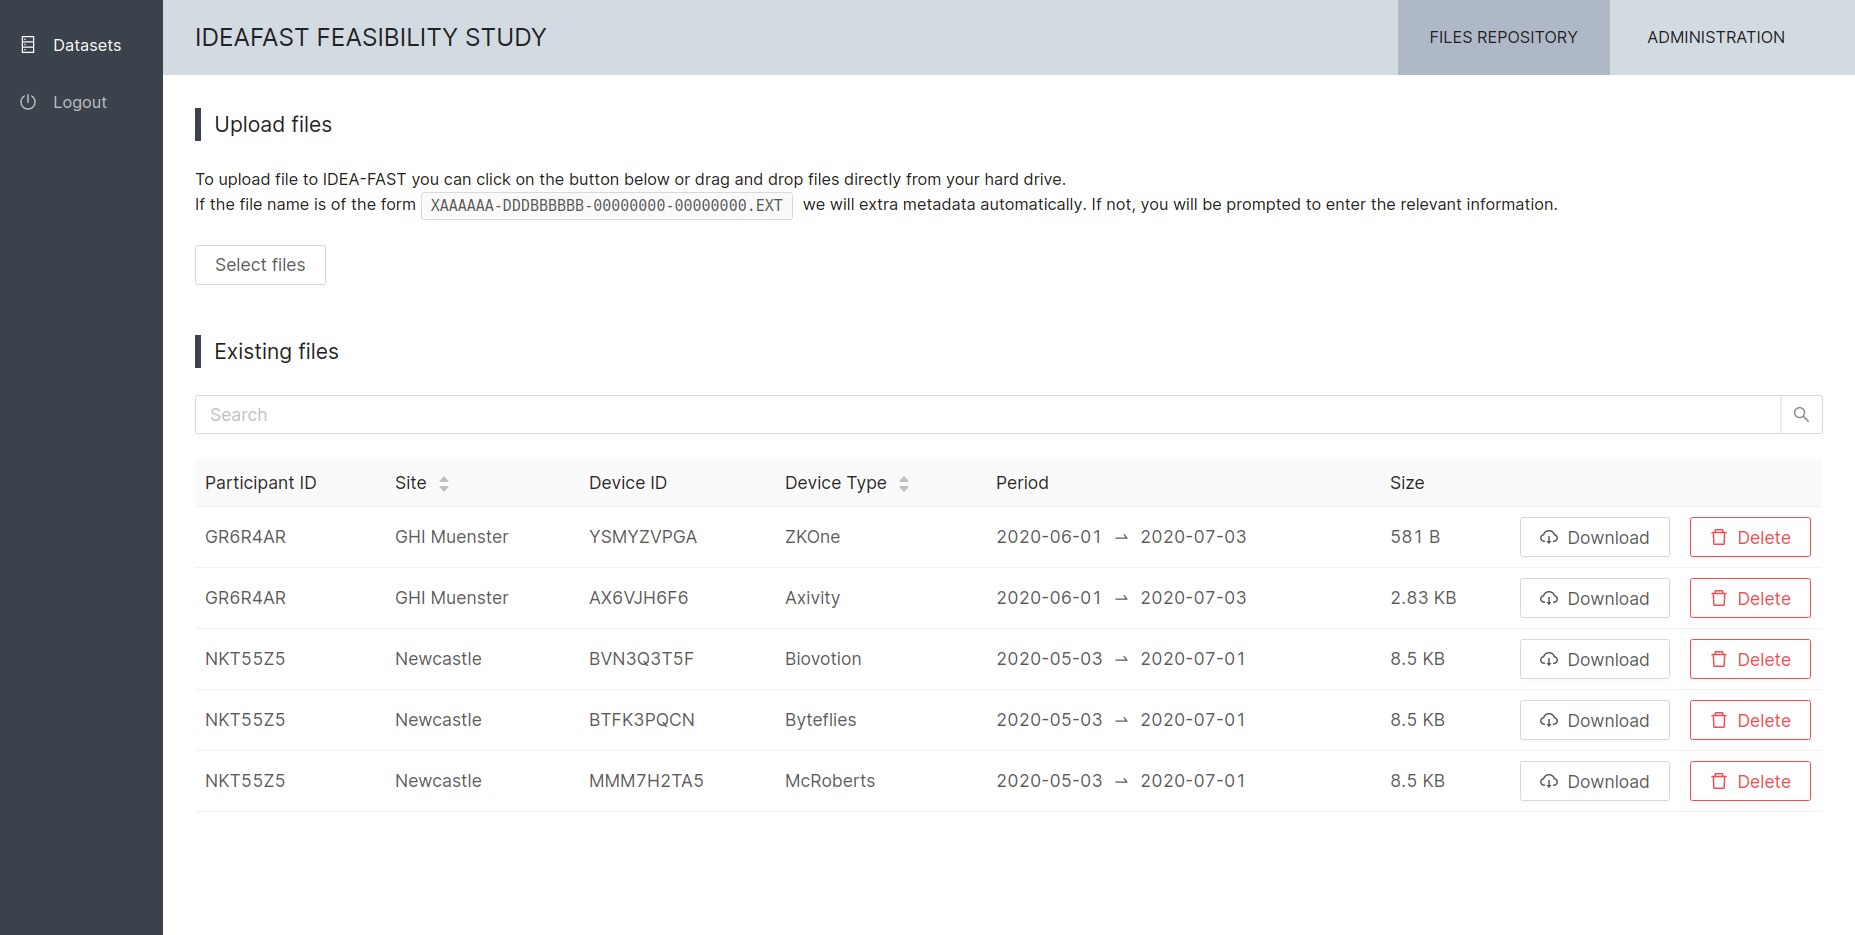 Datasets
Logout
IDEAFAST FEASIBILITY STUDY
FILES REPOSITORY
ADMINISTRATION
Upload files
To upload file to IDEA-FAST you can click on the button below or drag and drop files directly from your hard drive.
If the file name is of the form XAAAAAA-DDDBBBBBB-00000000-00000000.EXT we will extra metadata automatically. If not, you will be prompted to enter the relevant information.
Select files
Existing files
Search
Participant ID Site Device ID Device Type Period Size
GR6R4AR GHI Muenster YSMYZVPGA ZKOne 2020-06-01 → 2020-07-03 581 B Download Delete
GR6R4AR GHI Muenster AX6VJH6F6 Axivity 2020-06-01 → 2020-07-03 2.83 KB Download Delete
NKT55Z5 Newcastle BVN3Q3T5F Biovotion 2020-05-03 → 2020-07-01 8.5 KB Download Delete
NKT55Z5 Newcastle BTFK3PQCN Byteflies 2020-05-03 → 2020-07-01 8.5 KB Download Delete
NKT55Z5 Newcastle MMM7H2TA5 McRoberts 2020-05-03 → 2020-07-01 8.5 KB Download Delete